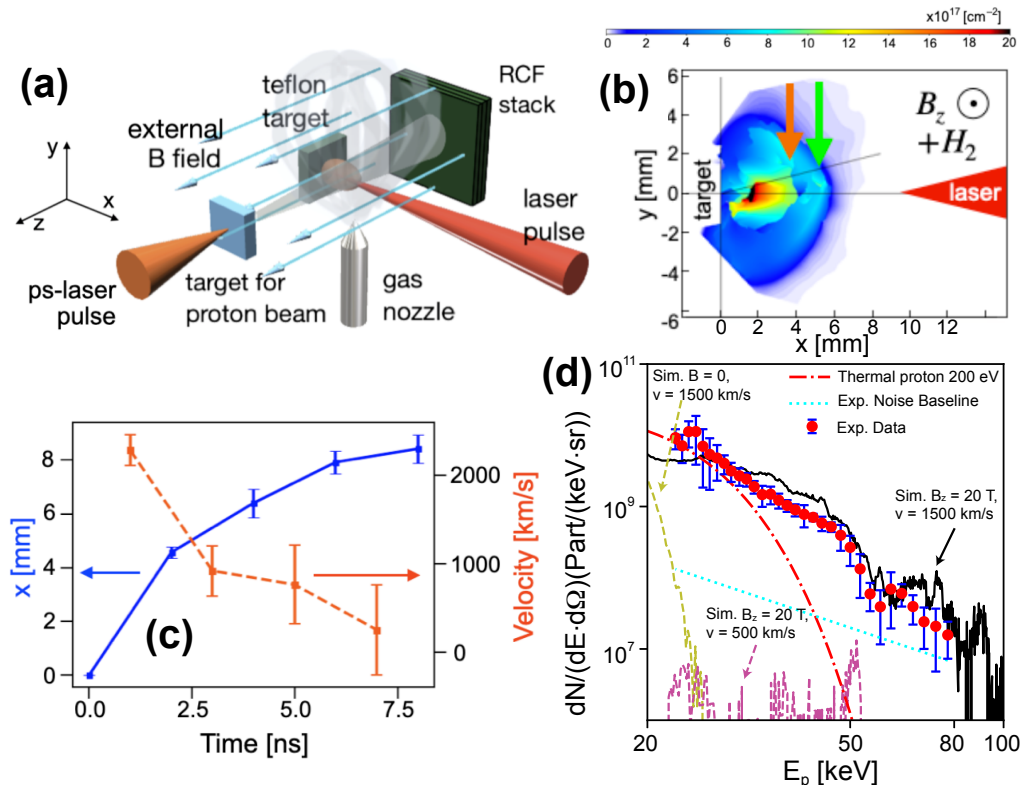 (a)
y
x
z
external
B field
teflon
target
RCF
stack
laser
pulse
ps-laser
pulse
target for
proton beam
gas
nozzle
x10¹⁷ [cm⁻²]
0 2 4 6 8 10 12 14 16 18 20
(b)
Bz ⊙
+H₂
target
laser
y [mm]
6
4
2
0
-2
-4
-6
0 2 4 6 8 10 12
x [mm]
(c)
x [mm]
8
6
4
2
0
Velocity [km/s]
2000
1000
0
0.0 2.5 5.0 7.5
Time [ns]
(d)
dN/(dE·dΩ)(Part/(keV·sr)
10¹¹
10⁹
10⁷
Sim. B = 0,
v = 1500 km/s
Thermal proton 200 eV
Exp. Noise Baseline
Exp. Data
Sim. Bz = 20 T,
v = 1500 km/s
Sim. Bz = 20 T,
v = 500 km/s
20 50 80 100
Eₚ [keV]